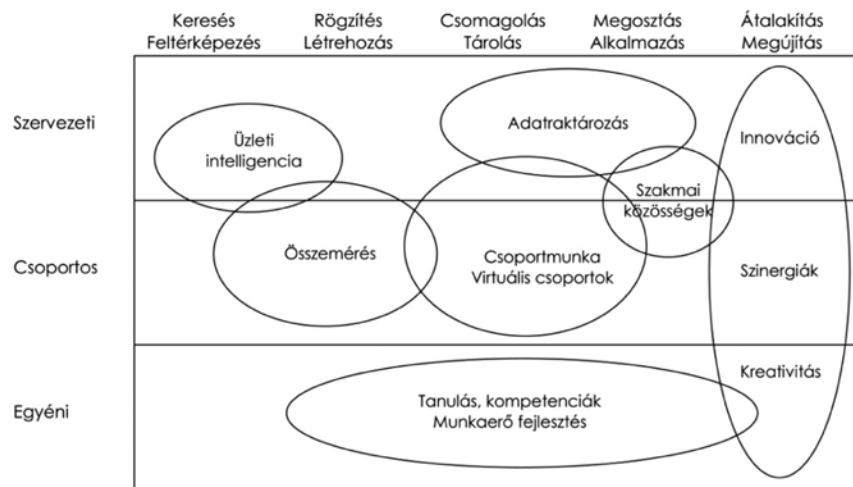 Keresés
Feltérképezés
Rögzítés
Létrehozás
Csomagolás
Tárolás
Megosztás
Alkalmazás
Átalakítás
Megújítás
Szervezeti
Üzleti
intelligencia
Adatraktározás
Innováció
Szakmai
közösségek
Csoportos
Összemérés
Csoportmunka
Virtuális csoportok
Szinergiák
Egyéni
Tanulás, kompetenciák
Munkaerő fejlesztés
Kreativitás